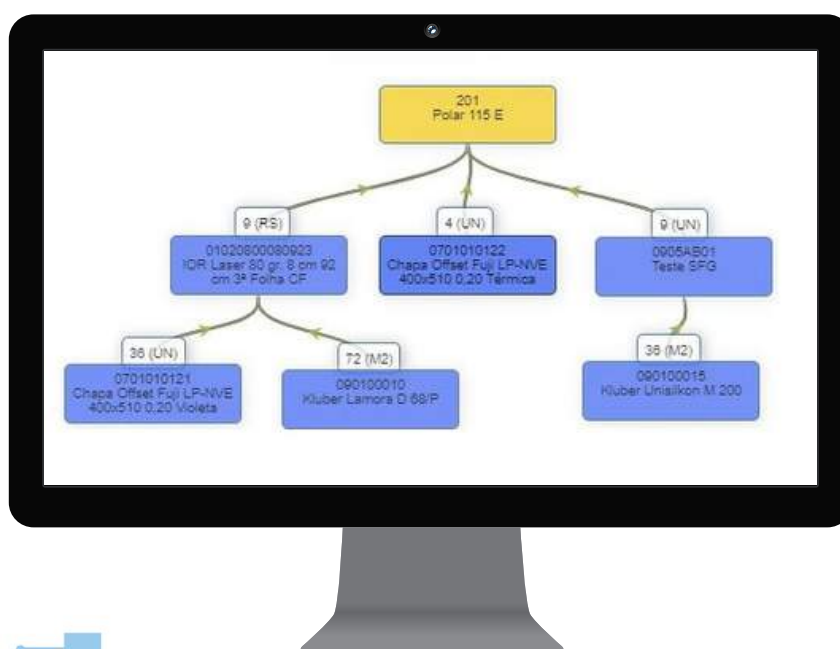 201
Polar 115 E
9 (RS)
4 (UN)
9 (UN)
01020800080923
IOR Laser 80 gr. 8 cm 92
cm 3ª Folha CF
0701010122
Chapa Offset Fuji LP-NVE
400x510 0,20 Térmica
0905AB01
Teste SFG
36 (UN)
72 (M2)
36 (M2)
0701010121
Chapa Offset Fuji LP-NVE
400x510 0,20 Violeta
090100010
Kluber Lamora D 68/P
090100015
Kluber Unisilkon M 200